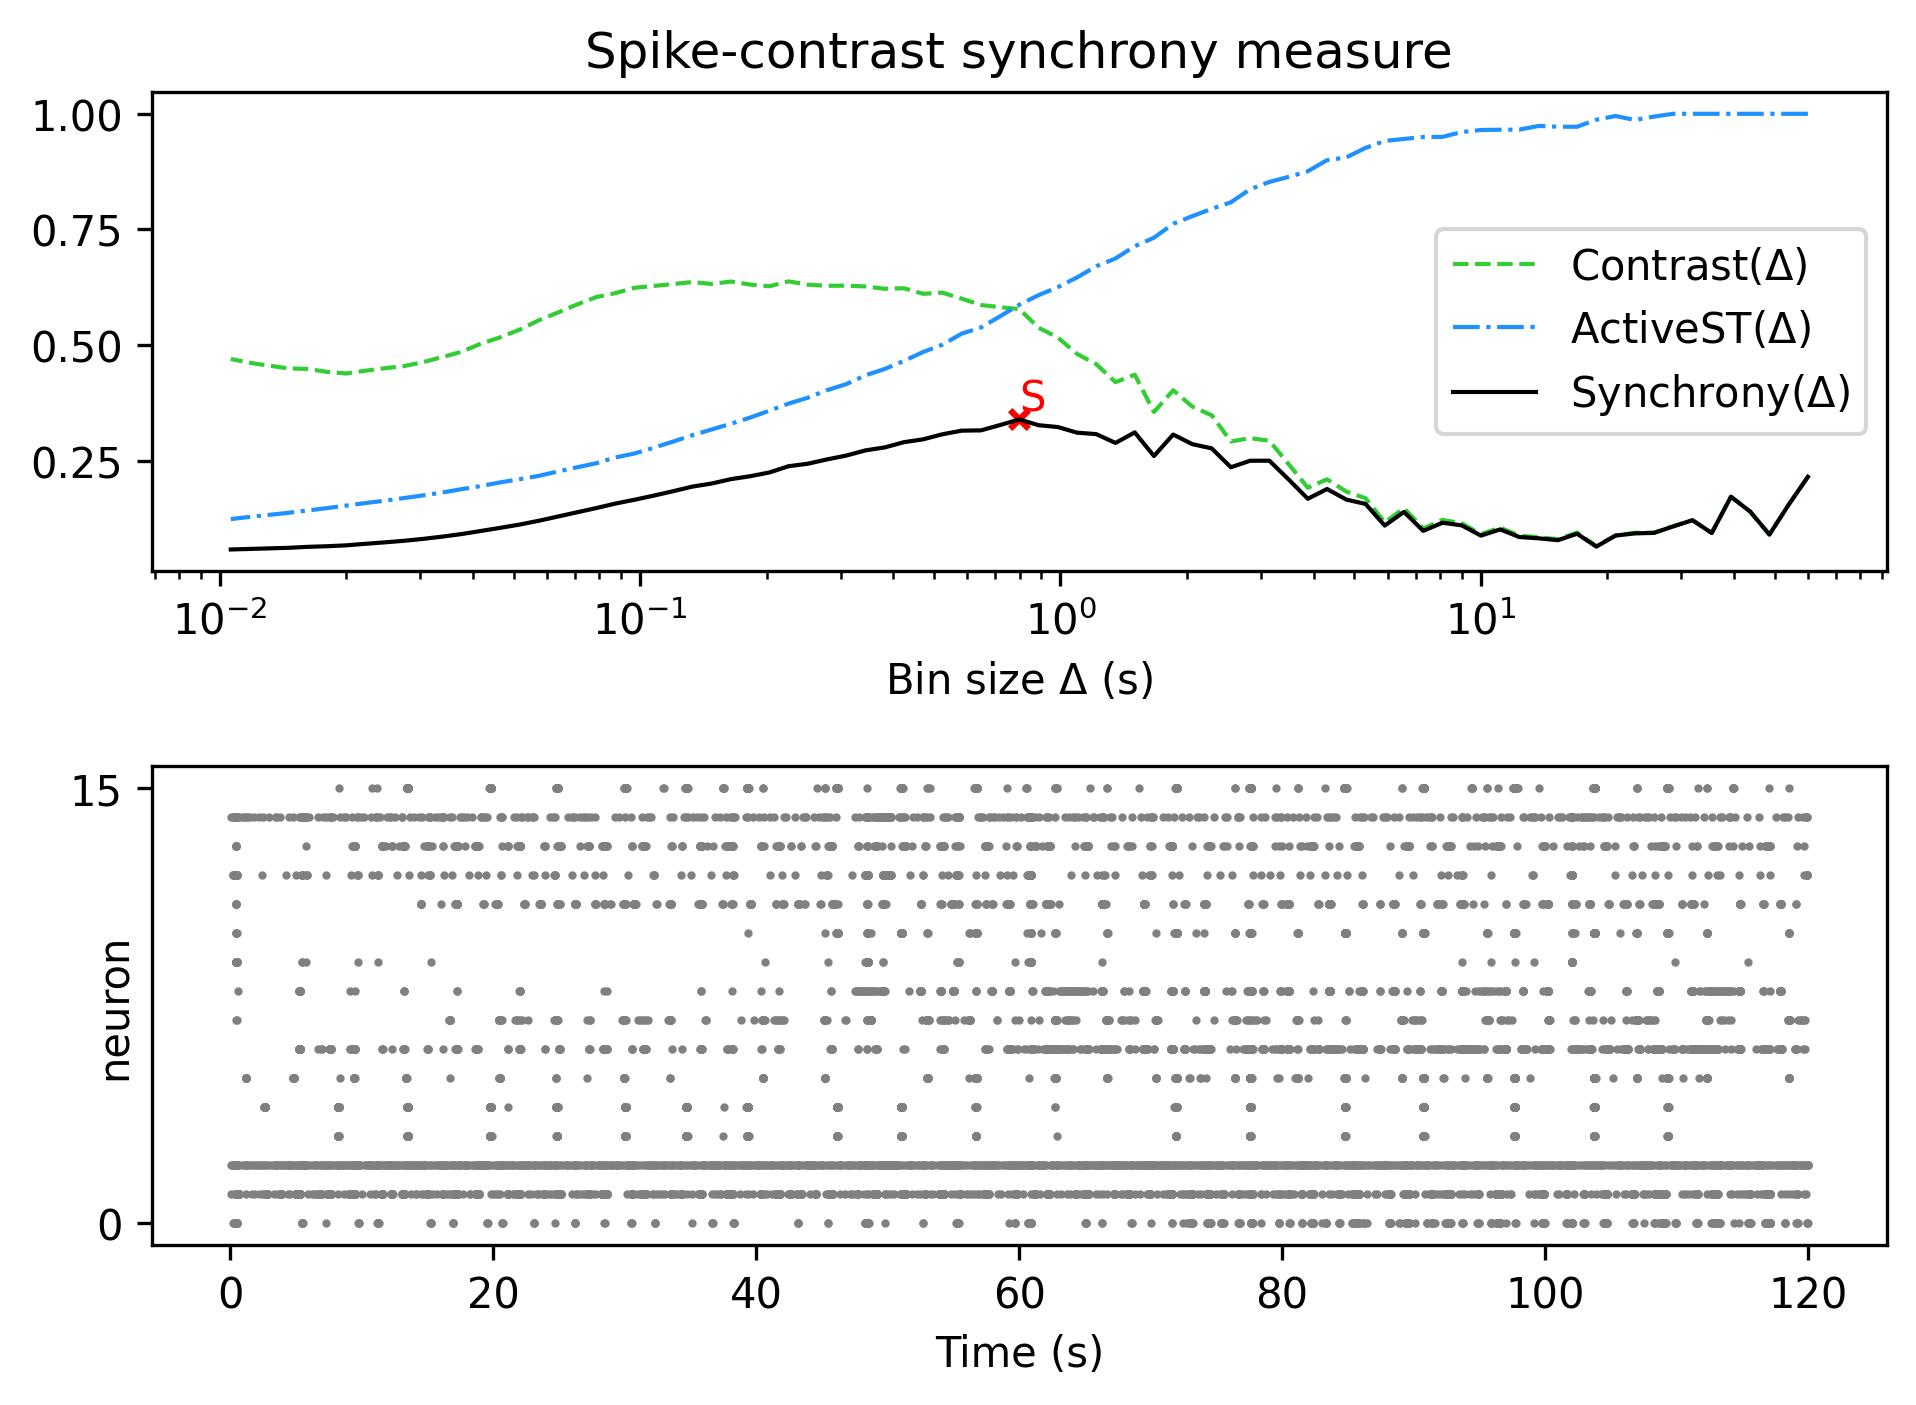 Spike-contrast synchrony measure
1.00
0.75
0.50
0.25
S
Contrast(Δ)
ActiveST(Δ)
Synchrony(Δ)
10⁻² 10⁻¹ 10⁰ 10¹
Bin size Δ (s)
15
0
neuron
0 20 40 60 80 100 120
Time (s)